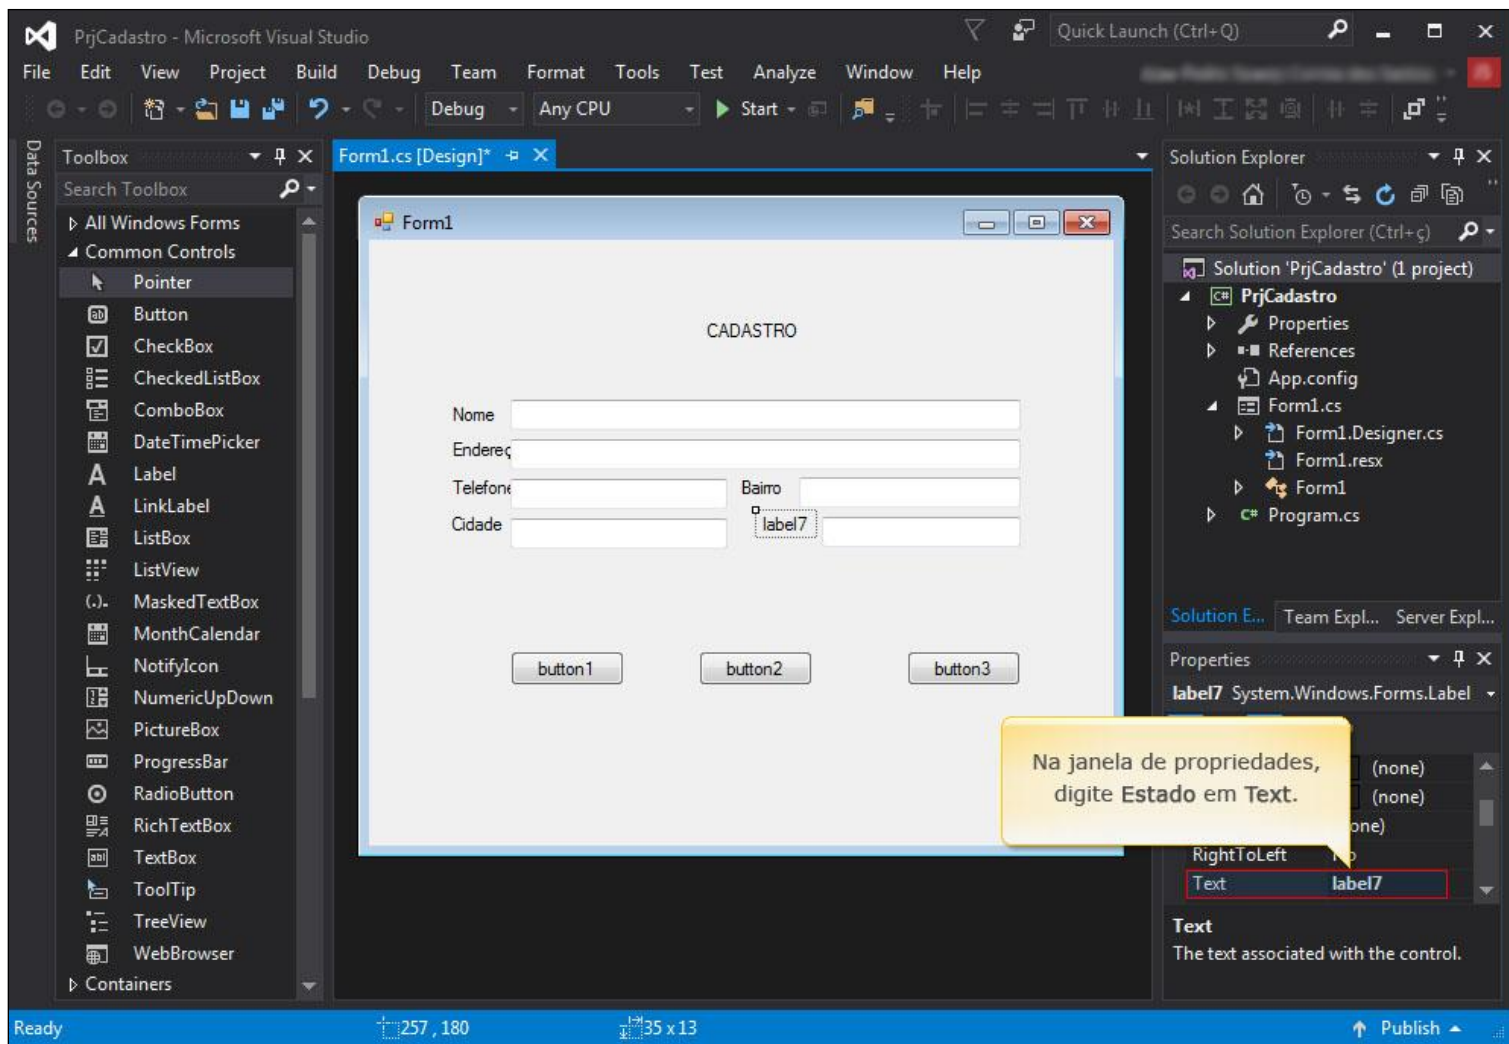 PrjCadastro - Microsoft Visual Studio
Quick Launch (Ctrl+Q)
File Edit View Project Build Debug Team Format Tools Test Analyze Window Help
Debug Any CPU Start
Data Sources
Toolbox
Search Toolbox
All Windows Forms
Common Controls
Pointer
Button
CheckBox
CheckedListBox
ComboBox
DateTimePicker
Label
LinkLabel
ListBox
ListView
MaskedTextBox
MonthCalendar
NotifyIcon
NumericUpDown
PictureBox
ProgressBar
RadioButton
RichTextBox
TextBox
ToolTip
TreeView
WebBrowser
Containers
Form1.cs [Design]*
Form1
CADASTRO
Nome
Endereç
Telefone
Bairro
Cidade
label7
button1 button2 button3
Solution Explorer
Search Solution Explorer (Ctrl+ç)
Solution 'PrjCadastro' (1 project)
PrjCadastro
Properties
References
App.config
Form1.cs
Form1.Designer.cs
Form1.resx
Form1
Program.cs
Solution E... Team Expl... Server Expl...
Properties
label7 System.Windows.Forms.Label
Na janela de propriedades,
digite Estado em Text.
(none)
(none)
one)
RightToLeft
Text label7
Text
The text associated with the control.
Ready 257 , 180 35 x 13 Publish